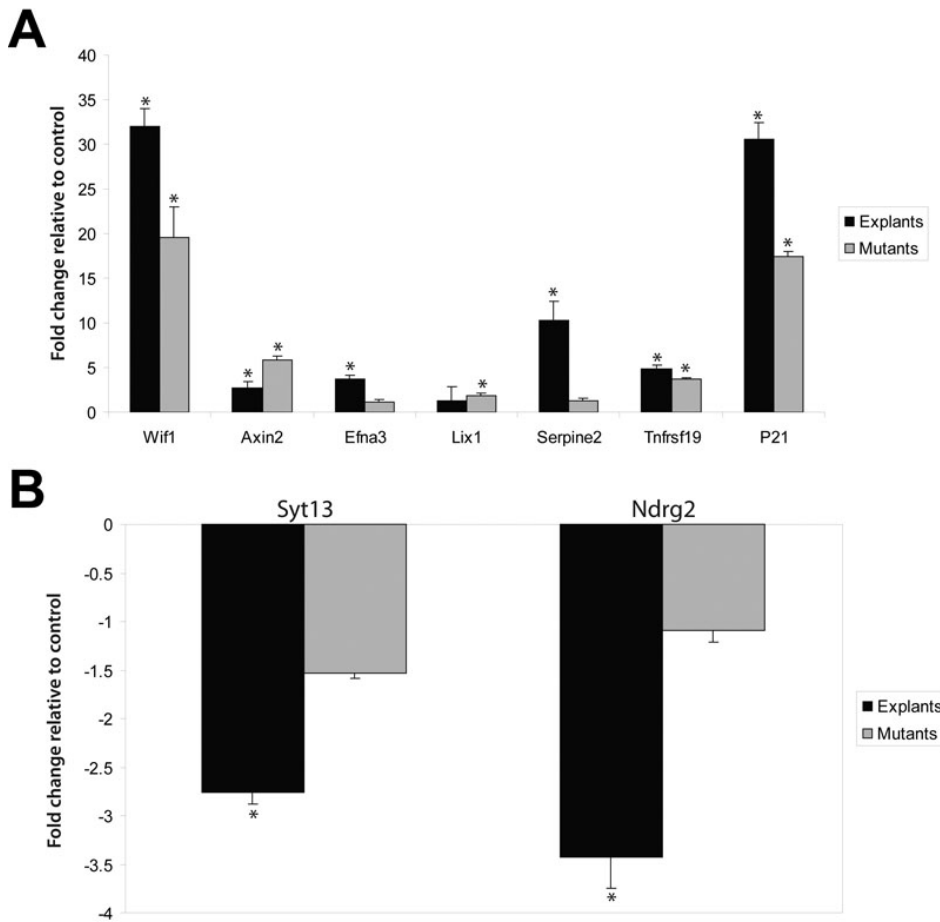 A
Fold change relative to control
40
35
30
25
20
15
10
5
0
* * * * * * * * * * *
Wif1 Axin2 Efna3 Lix1 Serpine2 Tnfrsf19 P21
Explants
Mutants
B
Syt13 Ndrg2
Fold change relative to control
0
-0.5
-1
-1.5
-2
-2.5
-3
-3.5
-4
* *
Explants
Mutants